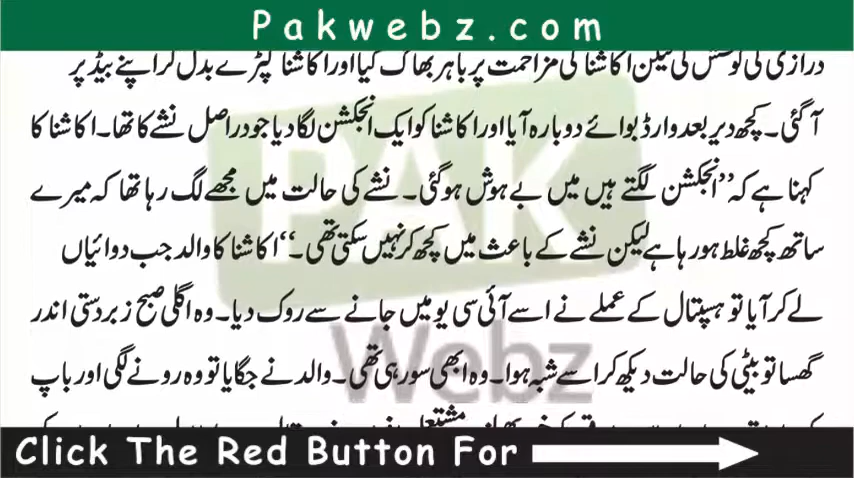 Pakwebz.com
درازی کی کوشش کی لیکن اکاشنا کی مزاحمت پر باہر بھاگ گیا اور اکاشنا کپڑے بدل کر اپنے بیڈ پر
آگئی۔ کچھ دیر بعد وارڈ بوائے دوبارہ آیا اور اکاشنا کو ایک انجکشن لگا دیا جو دراصل نشے کا تھا۔ اکاشنا کا
کہنا ہے کہ ’’انجکشن لگتے ہیں میں بے ہوش ہوگئی۔ نشے کی حالت میں مجھے لگ رہا تھا کہ میرے
ساتھ کچھ غلط ہو رہا ہے لیکن نشے کے باعث میں کچھ کر نہیں سکتی تھی۔‘‘ اکاشنا کا والد جب دوائیاں
لے کر آیا تو ہسپتال کے عملے نے اسے آئی سی یو میں جانے سے روک دیا۔ وہ اگلی صبح زبردستی اندر
گھسا تو بیٹی کی حالت دیکھ کر اسے شبہ ہوا۔ وہ ابھی سو رہی تھی۔ والد نے جگایا تو وہ رونے لگی اور باپ
PAK
Webz
Click The Red Button For